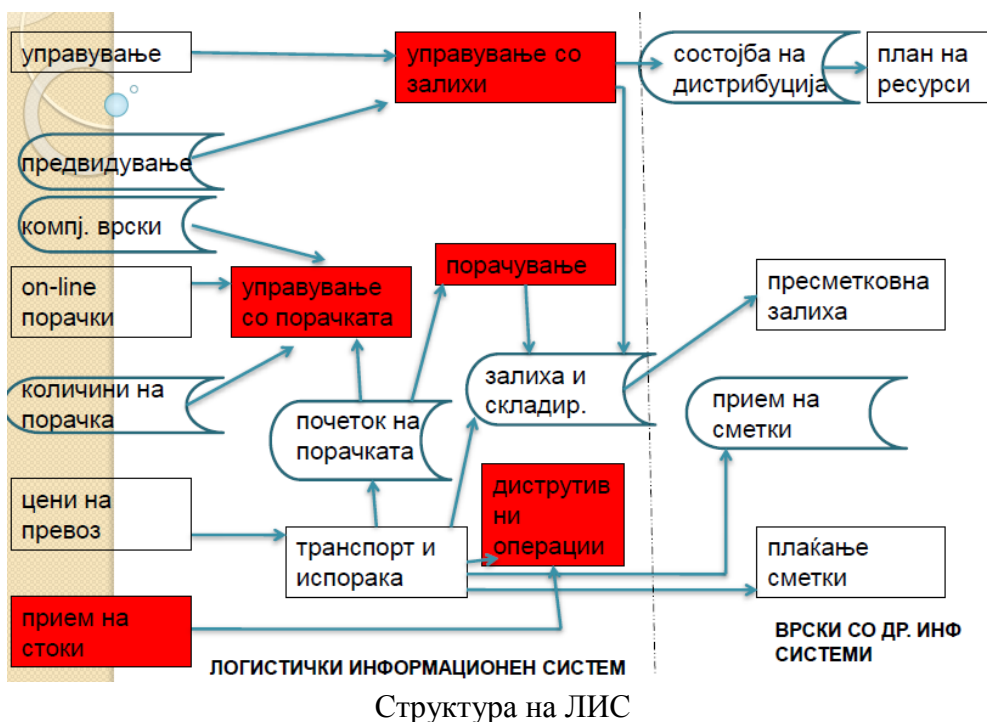 управување
управување со
залихи
состојба на
дистрибуција
план на
ресурси
предвидување
компј. врски
on-line
порачки
управување
со порачката
порачување
пресметковна
залиха
количини на
порачка
почеток на
порачката
залиха и
складир.
прием на
сметки
цени на
превоз
транспорт и
испорака
диструтив
ни
операции
плаќање
сметки
прием на
стоки
ЛОГИСТИЧКИ ИНФОРМАЦИОНЕН СИСТЕМ
ВРСКИ СО ДР. ИНФ
СИСТЕМИ
Структура на ЛИС